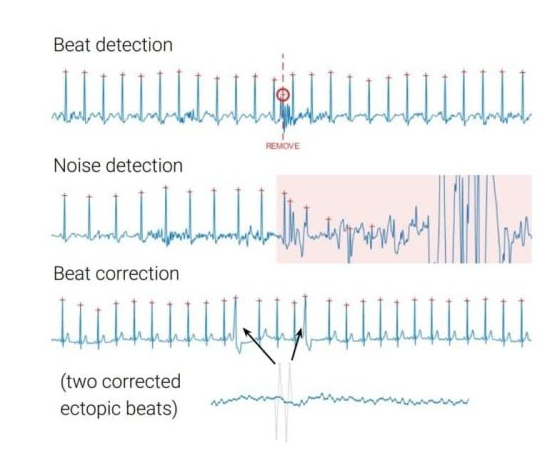 Beat detection
REMOVE
Noise detection
Beat correction
(two corrected
ectopic beats)